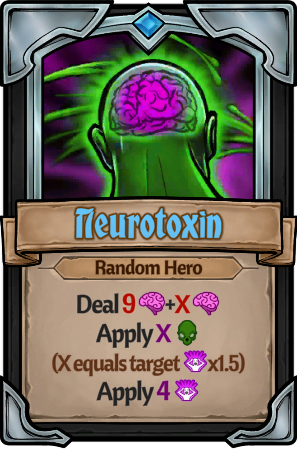 Neurotoxin
Random Hero
Deal 9 +X
Apply X
(X equals target x1.5)
Apply 4